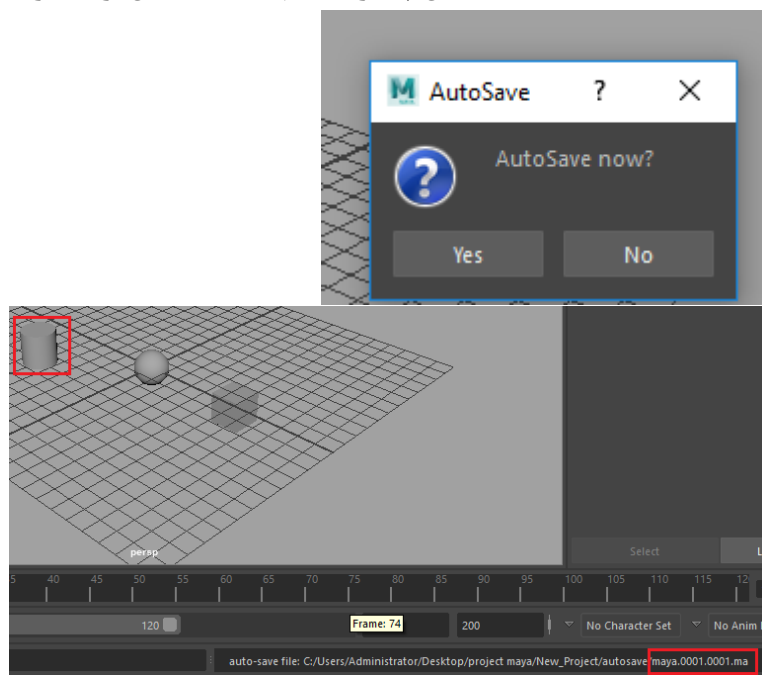 AutoSave ? X
AutoSave now?
Yes No
persp
Select
40 45 50 55 60 65 70 75 80 85 90 95 100 105 110 115
120 Frame: 74 200 No Character Set No Anim
auto-save file: C:/Users/Administrator/Desktop/project maya/New_Project/autosave/maya.0001.0001.ma